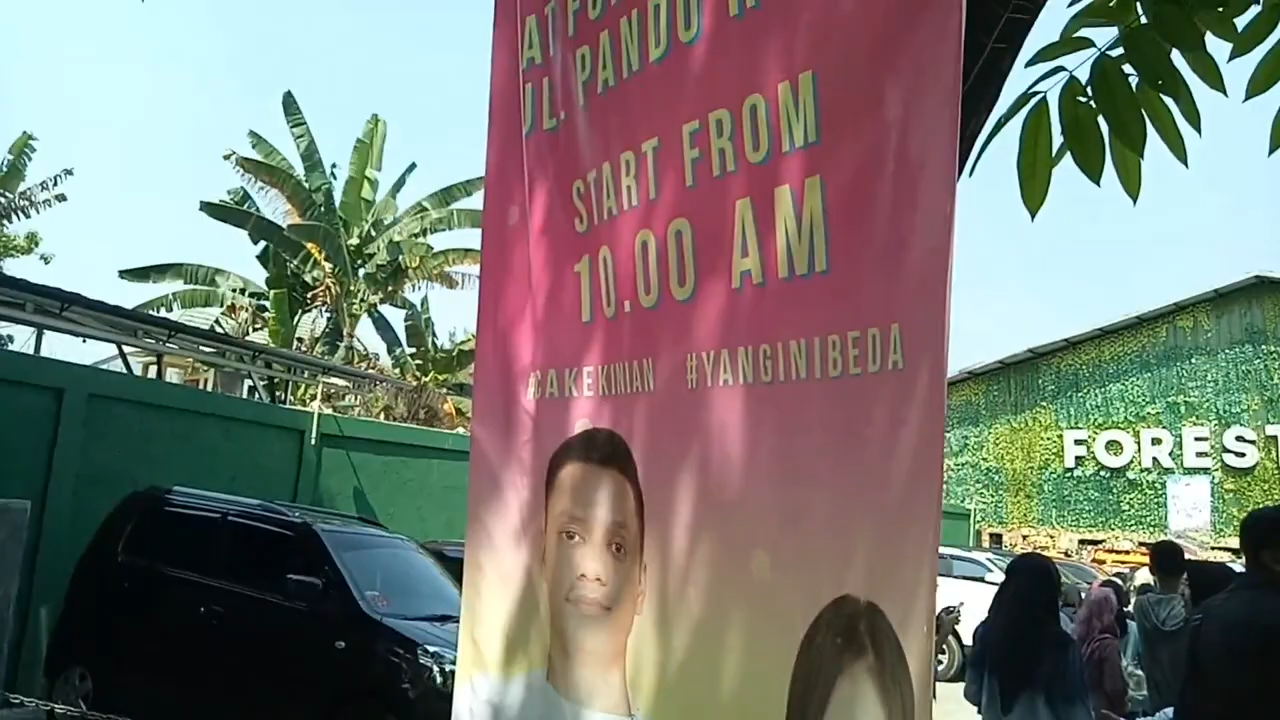 JL. PANDU
START FROM
10.00 AM
#CAKEKINIAN #YANGINIBEDA
FOREST